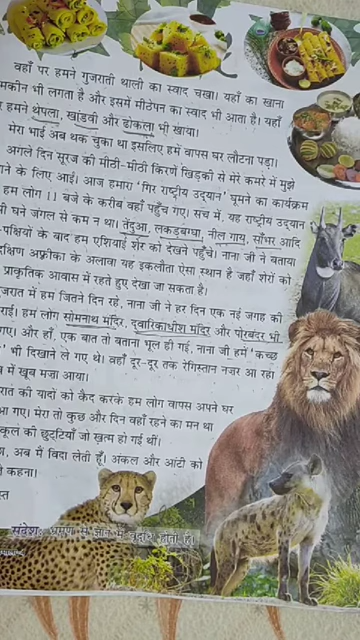 वहाँ पर हमने गुजराती थाली का स्वाद चखा। यहाँ का खाना
मकीन भी लगता है और इसमें मीठेपन का स्वाद भी आता है। यहाँ
हमने थेपला, खांडवी और ढोकला भी खाया।
मेरा भाई अब थक चुका था इसलिए हमें वापस घर लौटना पड़ा।
अगले दिन सूरज की मीठी-मीठी किरणें खिड़की से मेरे कमरे में मुझे
ाने के लिए आईं। आज हमारा 'गिर राष्ट्रीय उद्यान' घूमने का कार्यक्रम
हम लोग 11 बजे के करीब वहाँ पहुँच गए। सच में, यह राष्ट्रीय उद्यान
भी घने जंगल से कम न था। तेंदुआ, लकड़बग्घा, नील गाय, साँभर आदि
-पक्षियों के बाद हम एशियाई शेर को देखने पहुँचे। नाना जी ने बताया
दक्षिण अफ्रीका के अलावा यह इकलौता ऐसा स्थान है जहाँ शेरों को
प्राकृतिक आवास में रहते हुए देखा जा सकता है।
जरात में हम जितने दिन रहे, नाना जी ने हर दिन एक नई जगह की
राई। हम लोग सोमनाथ मंदिर, द्वारिकाधीश मंदिर और पोरबंदर भी
गए। और हाँ, एक बात तो बताना भूल ही गई, नाना जी हमें 'कच्छ
' भी दिखाने ले गए थे। वहाँ दूर-दूर तक रेगिस्तान नजर आ रहा
में खूब मजा आया।
रात की यादों को कैद करके हम लोग वापस अपने घर
आ गए। मेरा तो कुछ और दिन वहाँ रहने का मन था
कूल की छुट्टियाँ जो खत्म हो गई थीं।
अब मैं विदा लेती हूँ। अंकल और आंटी को
कहना।
स्त
संदेश: भ्रमण से ज्ञान में वृद्धि होती है।